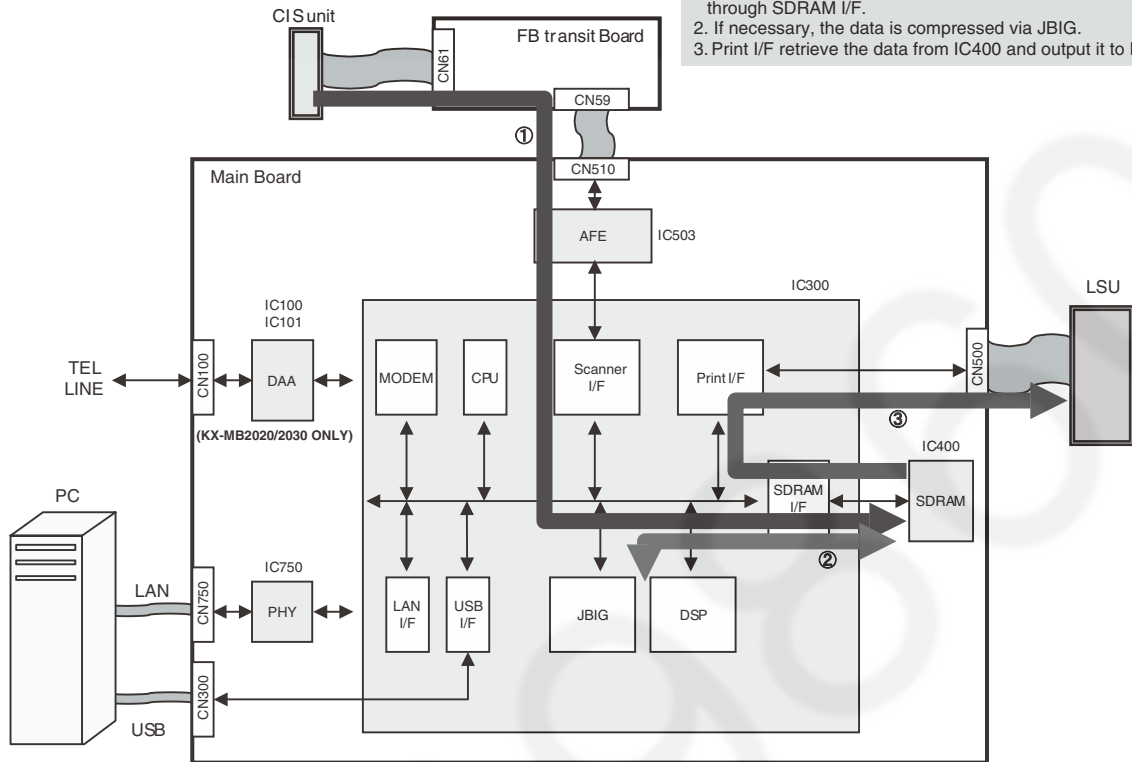 through SDRAM I/F.
2. If necessary, the data is compressed via JBIG.
3. Print I/F retrieve the data from IC400 and output it to
CIS unit
FB transit Board
CN61
CN59
①
CN510
Main Board
AFE
IC503
IC300
LSU
IC100
IC101
TEL
LINE
CN100
DAA
MODEM
CPU
Scanner
I/F
Print I/F
CN500
③
(KX-MB2020/2030 ONLY)
IC400
PC
SDRAM
I/F
SDRAM
②
LAN
CN750
IC750
PHY
LAN
I/F
USB
I/F
JBIG
DSP
CN300
USB